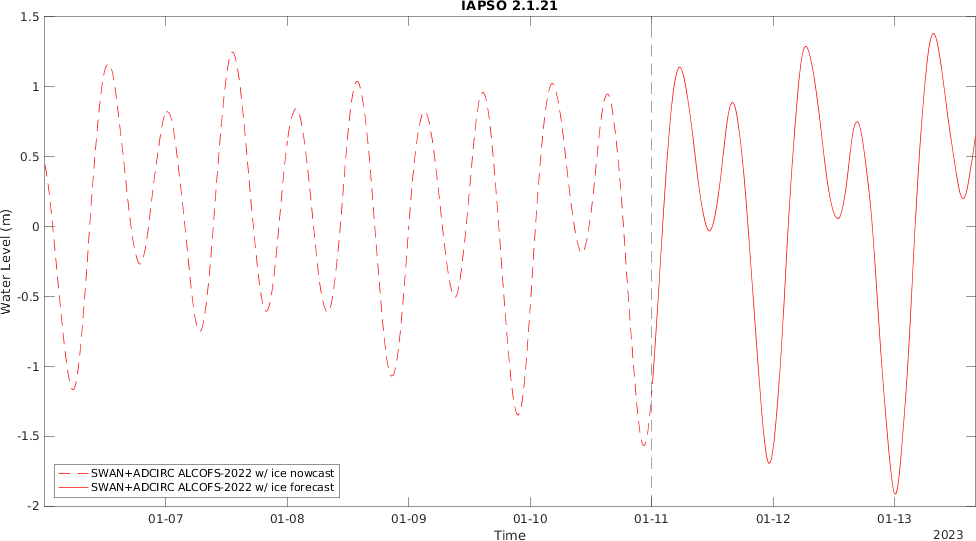 IAPSO 2.1.21
1.5
1
0.5
0
-0.5
-1
-1.5
-2
Water Level (m)
SWAN+ADCIRC ALCOFS-2022 w/ ice nowcast
SWAN+ADCIRC ALCOFS-2022 w/ ice forecast
01-07 01-08 01-09 01-10 01-11 01-12 01-13
Time
2023